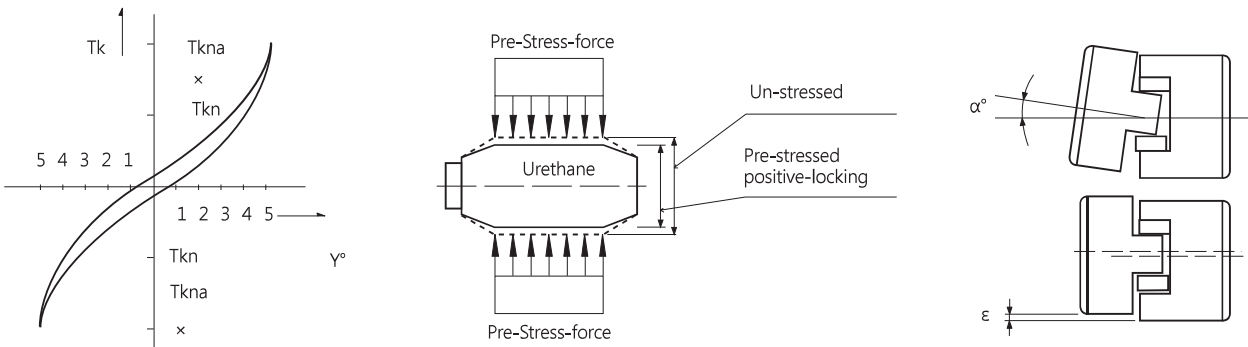 Tk
Tkna
×
Tkn
5 4 3 2 1
1 2 3 4 5
Tkn
Y°
Tkna
×
Pre-Stress-force
Un-stressed
Urethane
Pre-stressed
positive-locking
Pre-Stress-force
α°
ε